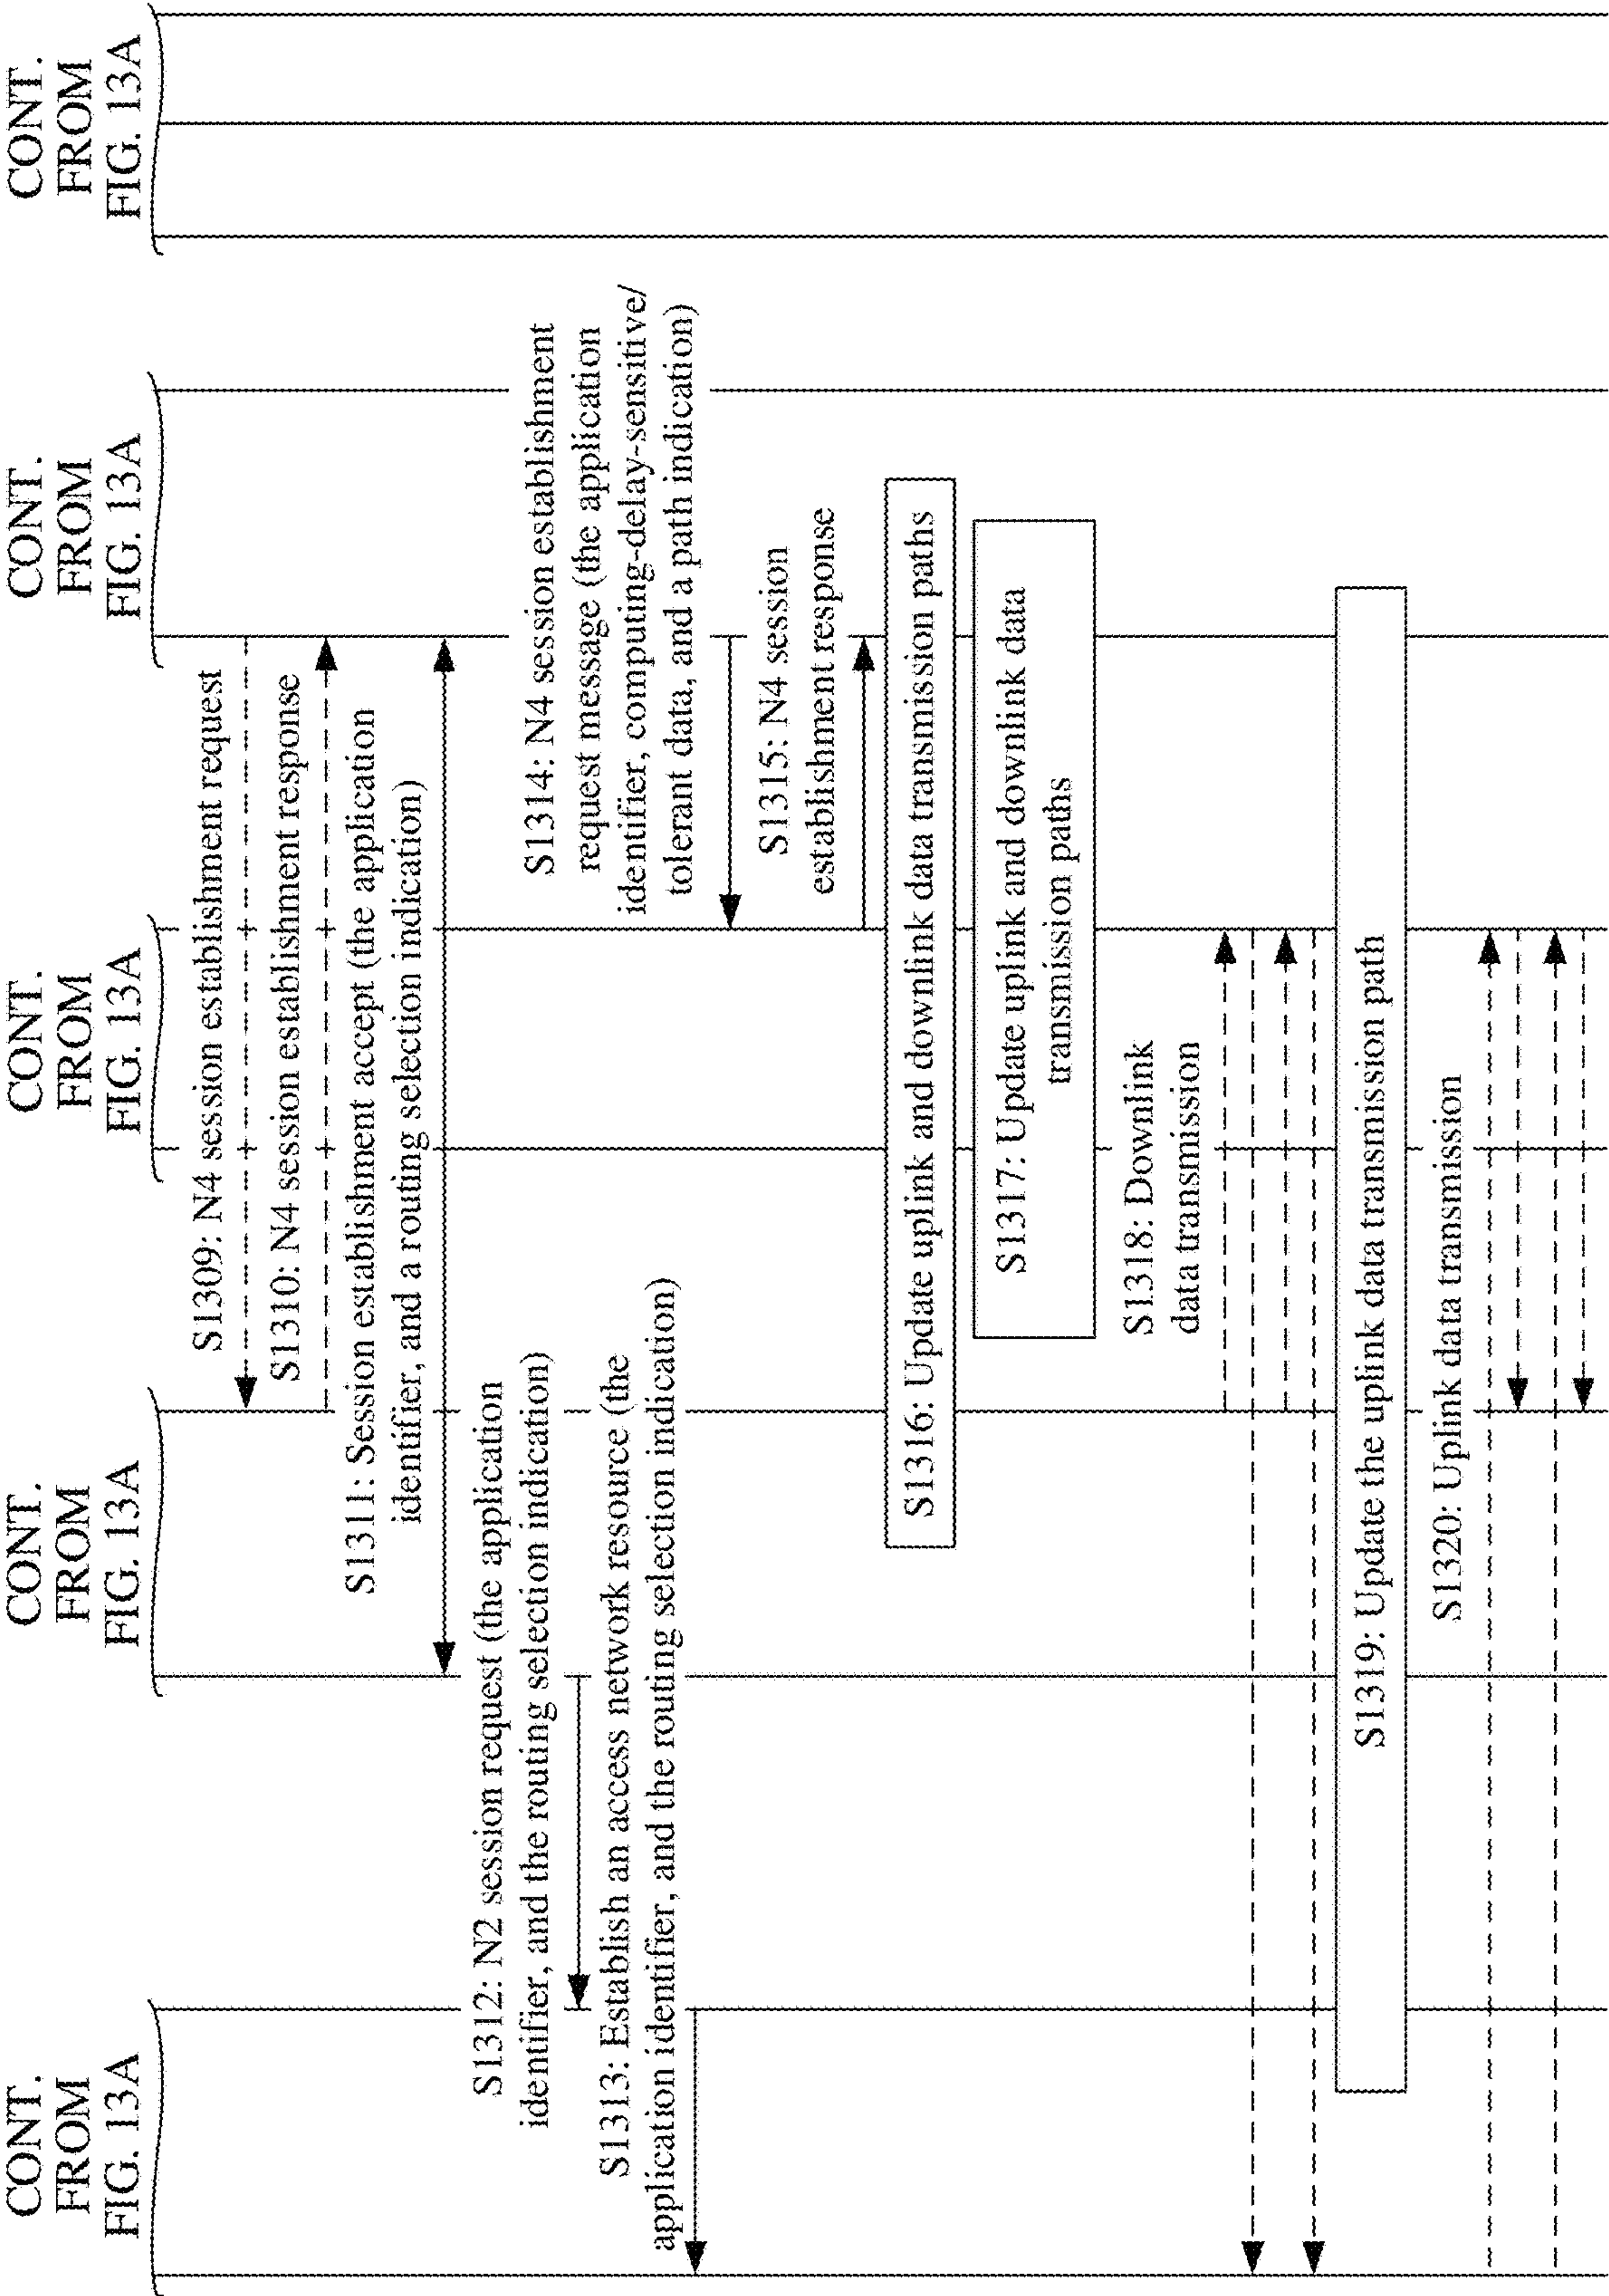 CONT.
FROM
FIG. 13A
CONT.
FROM
FIG. 13A
CONT.
FROM
FIG. 13A
CONT.
FROM
FIG. 13A
CONT.
FROM
FIG. 13A
S1309: N4 session establishment request
S1310: N4 session establishment response
S1311: Session establishment accept (the application
identifier, and a routing selection indication)
S1312: N2 session request (the application
identifier, and the routing selection indication)
S1313: Establish an access network resource (the
application identifier, and the routing selection indication)
S1314: N4 session establishment
request message (the application
identifier, computing-delay-sensitive/
tolerant data, and a path indication)
S1315: N4 session
establishment response
S1316: Update uplink and downlink data transmission paths
S1317: Update uplink and downlink data
transmission paths
S1318: Downlink
data transmission
S1319: Update the uplink data transmission path
S1320: Uplink data transmission